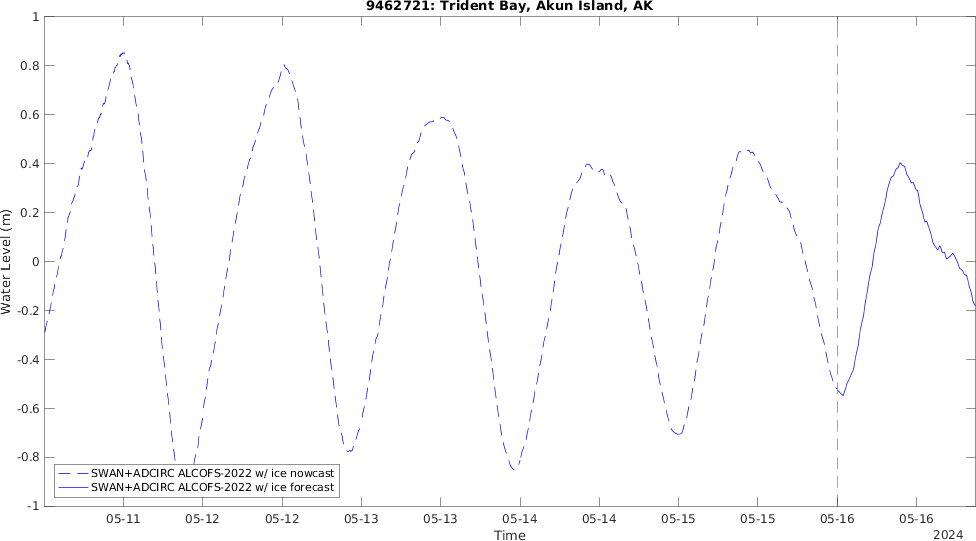 9462721: Trident Bay, Akun Island, AK
1
0.8
0.6
0.4
0.2
0
-0.2
-0.4
-0.6
-0.8
-1
Water Level (m)
SWAN+ADCIRC ALCOFS-2022 w/ ice nowcast
SWAN+ADCIRC ALCOFS-2022 w/ ice forecast
05-11 05-12 05-12 05-13 05-13 05-14 05-14 05-15 05-15 05-16 05-16
Time
2024